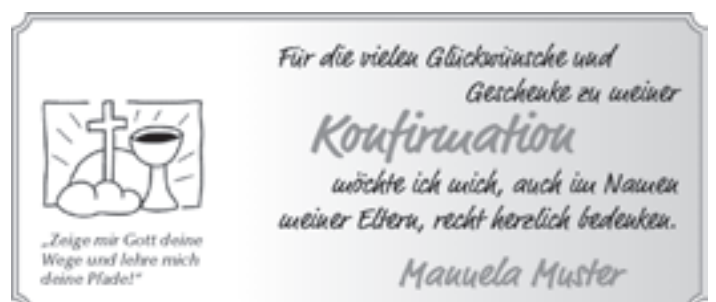 Für die vielen Glückwünsche und
Geschenke zu meiner
Konfirmation
möchte ich mich, auch im Namen
meiner Eltern, recht herzlich bedenken.
Manuela Muster
„Zeige mir Gott deine
Wege und lehre mich
deine Pfade!“